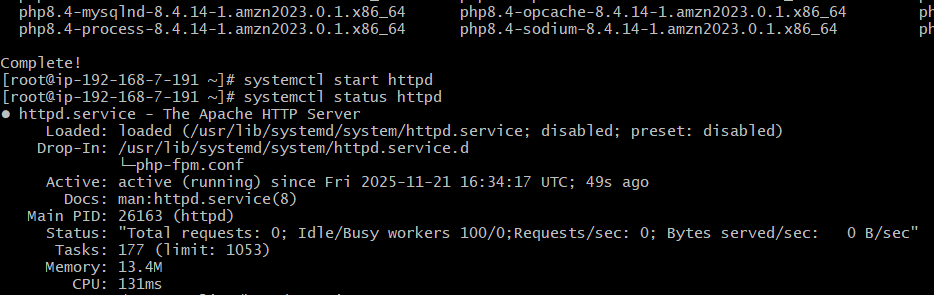 php8.4-mysqlnd-8.4.14-1.amzn2023.0.1.x86_64 php8.4-opcache-8.4.14-1.amzn2023.0.1.x86_64
php8.4-process-8.4.14-1.amzn2023.0.1.x86_64 php8.4-sodium-8.4.14-1.amzn2023.0.1.x86_64
Complete!
[root@ip-192-168-7-191 ~]# systemctl start httpd
[root@ip-192-168-7-191 ~]# systemctl status httpd
● httpd.service - The Apache HTTP Server
Loaded: loaded (/usr/lib/systemd/system/httpd.service; disabled; preset: disabled)
Drop-In: /usr/lib/systemd/system/httpd.service.d
└─php-fpm.conf
Active: active (running) since Fri 2025-11-21 16:34:17 UTC; 49s ago
Docs: man:httpd.service(8)
Main PID: 26163 (httpd)
Status: "Total requests: 0; Idle/Busy workers 100/0;Requests/sec: 0; Bytes served/sec:   0 B/sec"
Tasks: 177 (limit: 1053)
Memory: 13.4M
CPU: 131ms